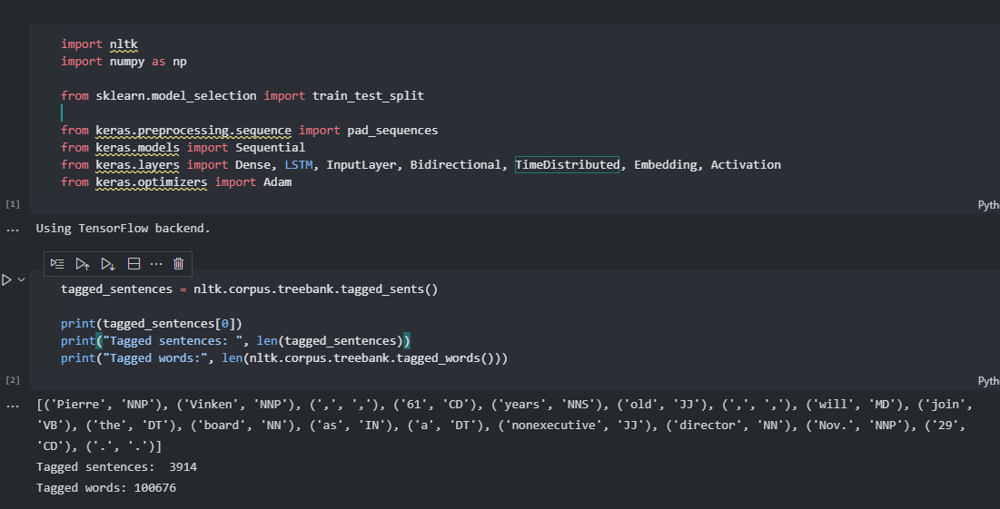 import nltk
import numpy as np
from sklearn.model_selection import train_test_split
from keras.preprocessing.sequence import pad_sequences
from keras.models import Sequential
from keras.layers import Dense, LSTM, InputLayer, Bidirectional, TimeDistributed, Embedding, Activation
from keras.optimizers import Adam
[1]
Pyth
... Using TensorFlow backend.
tagged_sentences = nltk.corpus.treebank.tagged_sents()
print(tagged_sentences[0])
print("Tagged sentences: ", len(tagged_sentences))
print("Tagged words:", len(nltk.corpus.treebank.tagged_words()))
[2]
Pyth
... [('Pierre', 'NNP'), ('Vinken', 'NNP'), (',', ','), ('61', 'CD'), ('years', 'NNS'), ('old', 'JJ'), (',', ','), ('will', 'MD'), ('join',
'VB'), ('the', 'DT'), ('board', 'NN'), ('as', 'IN'), ('a', 'DT'), ('nonexecutive', 'JJ'), ('director', 'NN'), ('Nov.', 'NNP'), ('29',
'CD'), ('.', '.')]
Tagged sentences:  3914
Tagged words: 100676